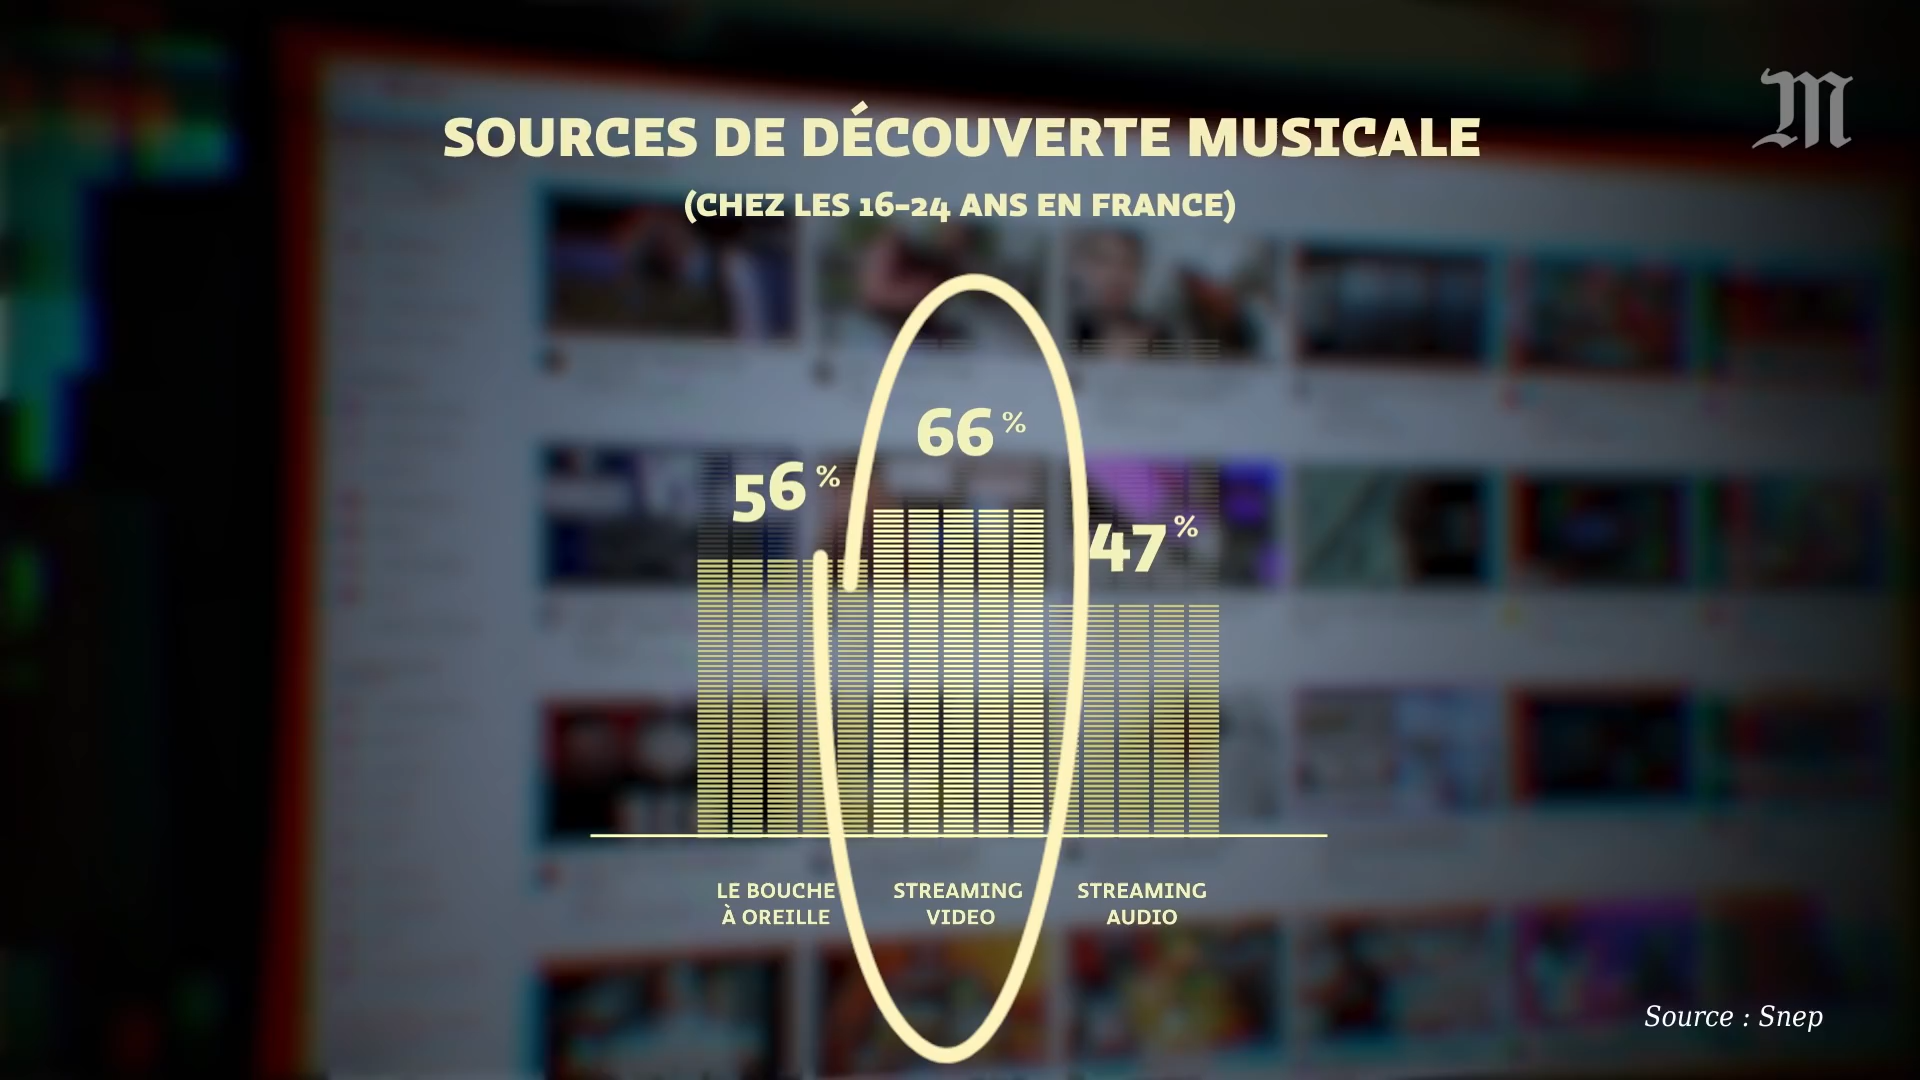 SOURCES DE DÉCOUVERTE MUSICALE
(CHEZ LES 16-24 ANS EN FRANCE)
56 %
66 %
47 %
LE BOUCHE
À OREILLE
STREAMING
VIDEO
STREAMING
AUDIO
Source : Snep